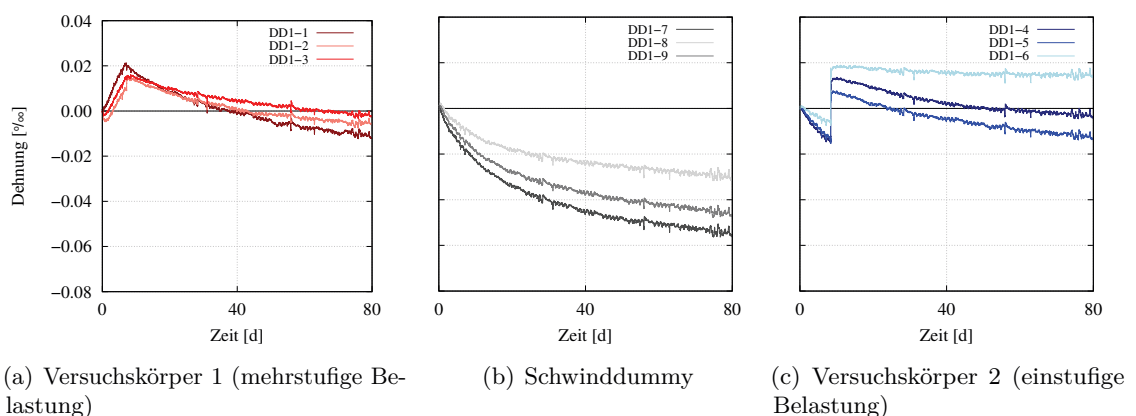 0.04
0.02
0.00
−0.02
−0.04
−0.06
−0.08
Dehnung [‰]
DD1−1
DD1−2
DD1−3
0
40
80
Zeit [d]
(a) Versuchskörper 1 (mehrstufige Be-
lastung)
DD1−7
DD1−8
DD1−9
0
40
80
Zeit [d]
(b) Schwinddummy
DD1−4
DD1−5
DD1−6
0
40
80
Zeit [d]
(c) Versuchskörper 2 (einstufige
Belastung)